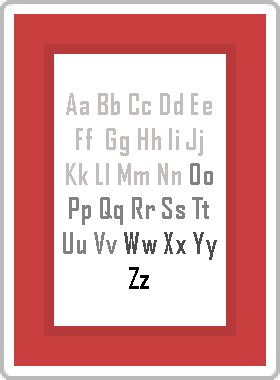 Aa Bb Cc Dd Ee
Ff Gg Hh Ii Jj
Kk Ll Mm Nn Oo
Pp Qq Rr Ss Tt
Uu Vv Ww Xx Yy
Zz